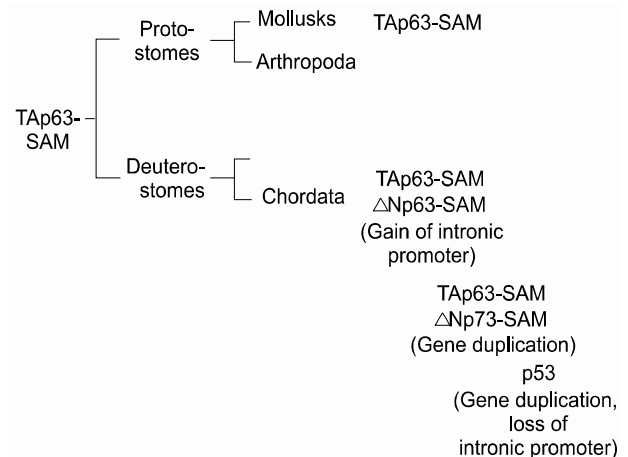 Proto-
stomes
Mollusks
TAp63-SAM
Arthropoda
TAp63-
SAM
Deutero-
stomes
Chordata
TAp63-SAM
△Np63-SAM
(Gain of intronic
promoter)
TAp63-SAM
△Np73-SAM
(Gene duplication)
p53
(Gene duplication,
loss of
intronic promoter)